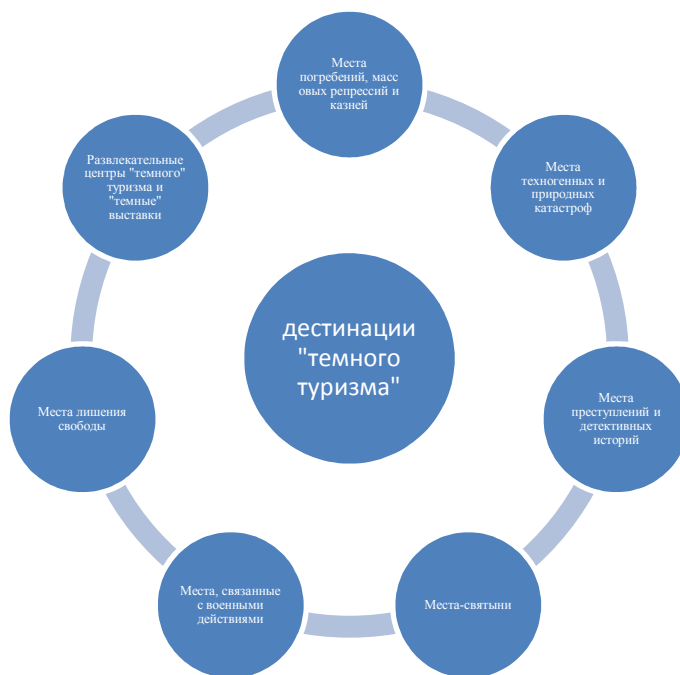 Места
погребений, масс
овых репрессий и
казней
Места
техногенных и
природных
катастроф
Места
преступлений и
детективных
историй
Места-святыни
Места, связанные
с военными
действиями
Места лишения
свободы
Развлекательные
центры "темного"
туризма и
"темные"
выставки
дестинации
"темного
туризма"